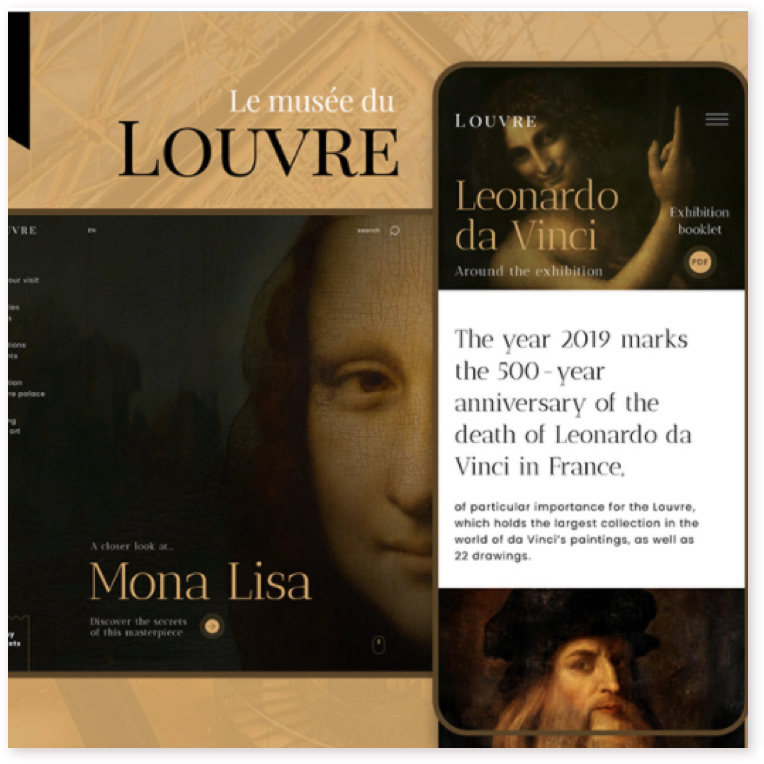 Le musée du
LOUVRE
UVRE
EN
search
our visit
A closer look at...
Mona Lisa
Discover the secrets
of this masterpiece
LOUVRE
Leonardo
da Vinci
Around the exhibition
Exhibition
booklet
PDF
The year 2019 marks
the 500-year
anniversary of the
death of Leonardo da
Vinci in France,
of particular importance for the Louvre,
which holds the largest collection in the
world of da Vinci's paintings, as well as
22 drawings.